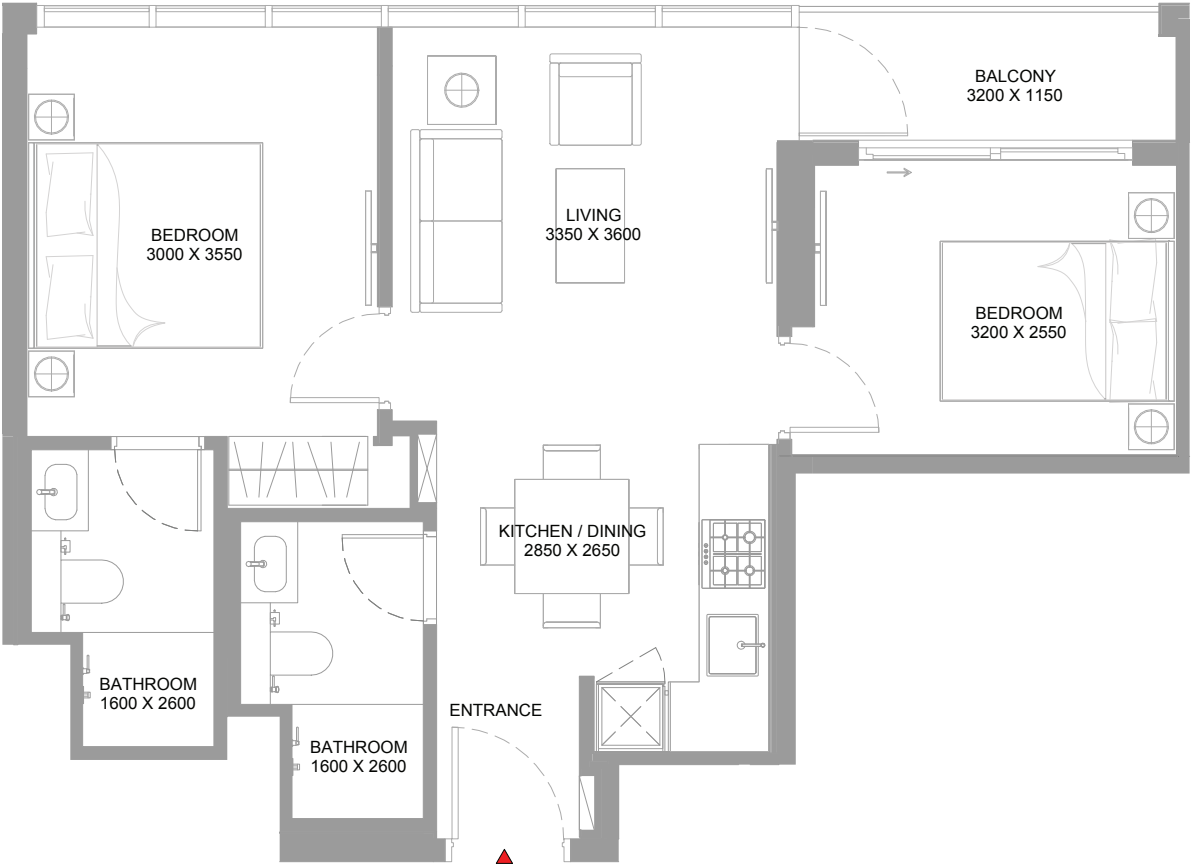 BALCONY
3200 X 1150
LIVING
3350 X 3600
BEDROOM
3000 X 3550
BEDROOM
3200 X 2550
KITCHEN / DINING
2850 X 2650
BATHROOM
1600 X 2600
ENTRANCE
BATHROOM
1600 X 2600